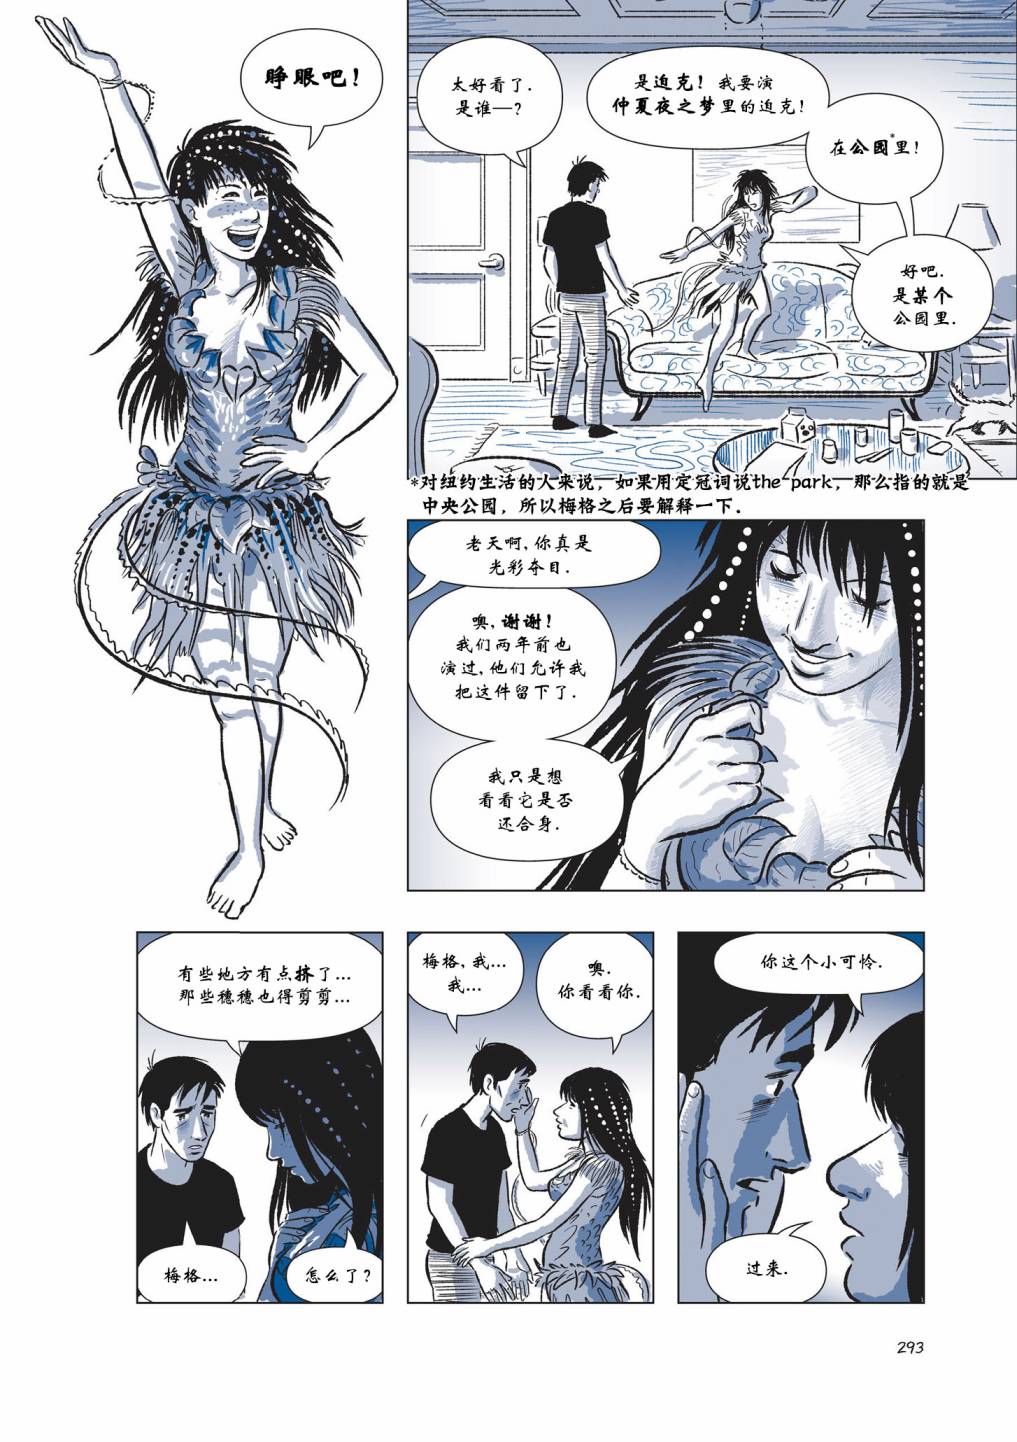 睁眼吧！
太好看了.
是谁—?
是迫克！我要演
仲夏夜之梦里的迫克！
在公园*里！
好吧.
是某个
公园里.
*对纽约生活的人来说，如果用定冠词说the park，那么指的就是
中央公园，所以梅格之后要解释一下.
老天啊,你真是
光彩夺目.
噢,谢谢！
我们两年前也
演过,他们允许我
把这件留下了.
我只是想
看看它是否
还合身.
有些地方有点挤了...
那些穗穗也得剪剪...
梅格...
怎么了?
梅格,我...
我...
噢.
你看看你.
你这个小可怜.
过来.
293